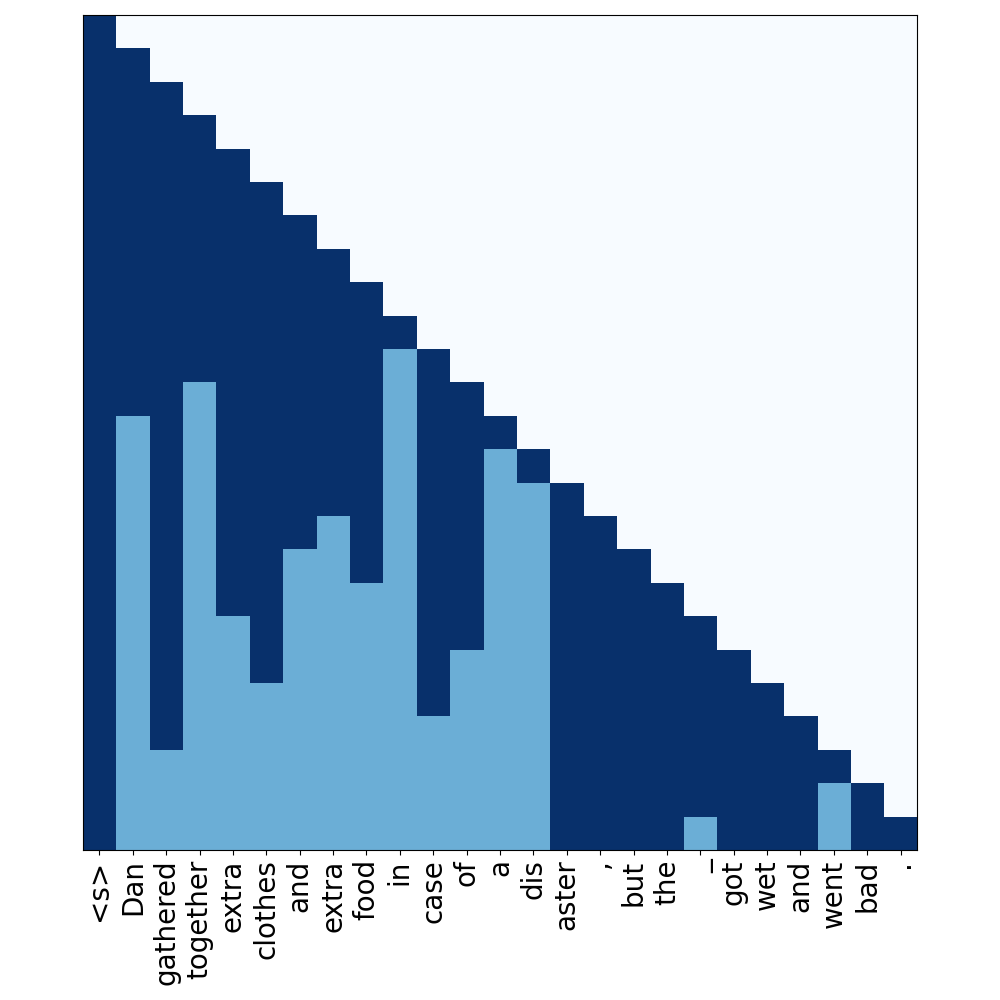 <s>
Dan
gathered
together
extra
clothes
and
extra
food
in
case
of
a
dis
aster
,
but
the
_
got
wet
and
went
bad
.